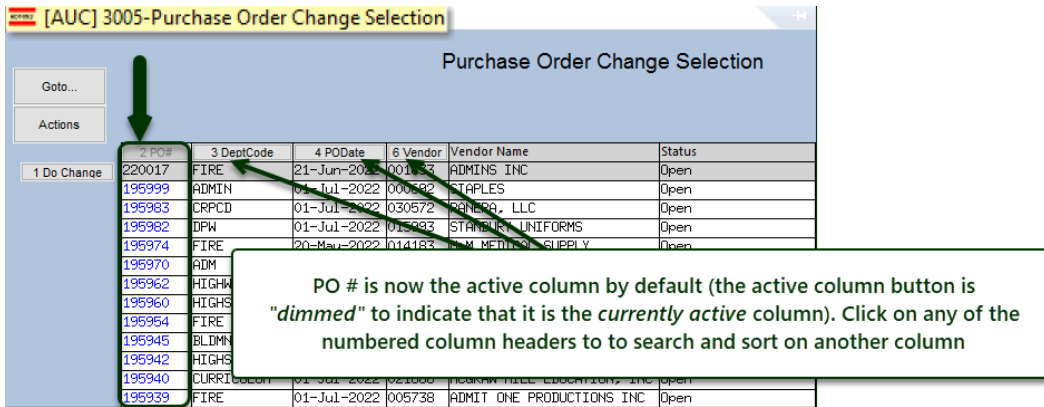 [AUC] 3005-Purchase Order Change Selection
Purchase Order Change Selection
Goto...
Actions
2 PO# 3 DeptCode 4 PODate 6 Vendor Vendor Name Status
1 Do Change 220017 FIRE 21-Jun-2022 ADMINS INC Open
195999 ADMIN 01-Jul-2022 STAPLES Open
195983 CRPCD 01-Jul-2022 030572 PANERA, LLC Open
195982 DPW 01-Jul-2022 STANBURY UNIFORMS Open
195974 FIRE 20-May-2022 014183 MEDICAL SUPPLY Open
195970 ADM
195962
195960
195954 FIRE
195945
195942
195940 01-Jul-2022 EDUCATION, INC Open
195939 FIRE 01-Jul-2022 005738 ADMIT ONE PRODUCTIONS INC Open
PO # is now the active column by default (the active column button is
"dimmed" to indicate that it is the currently active column). Click on any of the
numbered column headers to to search and sort on another column